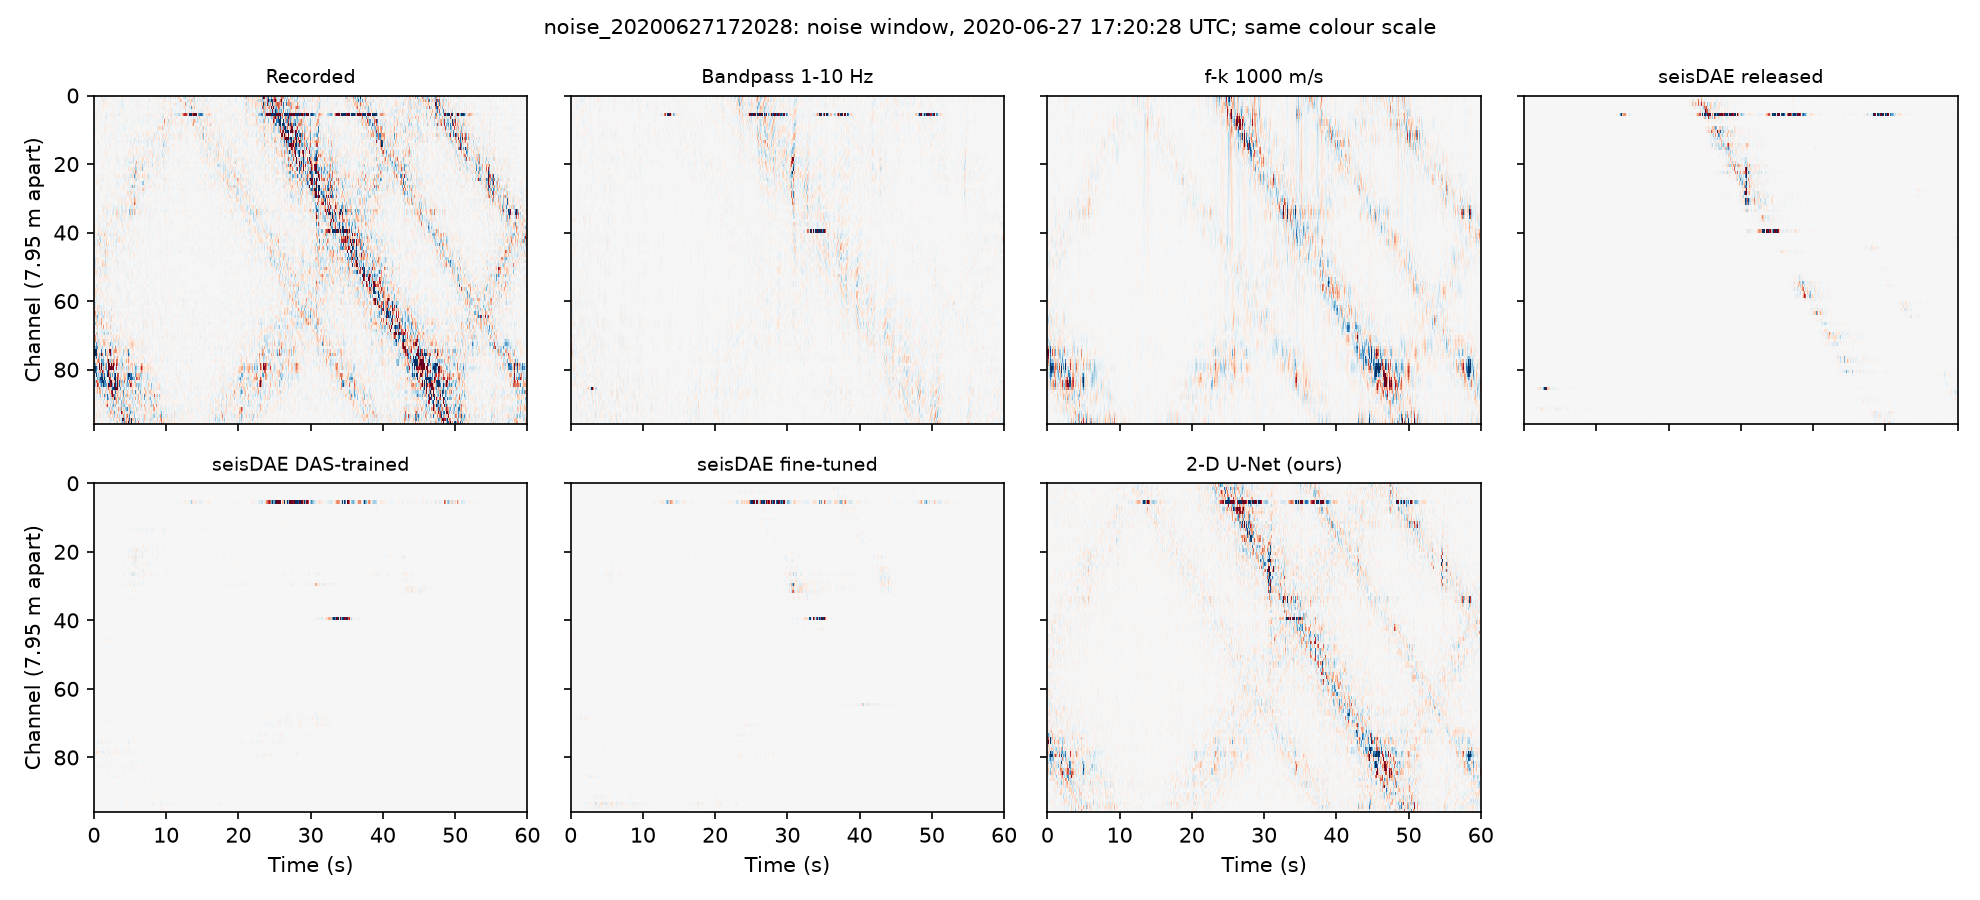 noise_20200627172028: noise window, 2020-06-27 17:20:28 UTC; same colour scale
Recorded
Bandpass 1-10 Hz
f-k 1000 m/s
seisDAE released
Channel (7.95 m apart)
0
20
40
60
80
seisDAE DAS-trained
seisDAE fine-tuned
2-D U-Net (ours)
Channel (7.95 m apart)
0
20
40
60
80
0 10 20 30 40 50 60
0 10 20 30 40 50 60
0 10 20 30 40 50 60
Time (s)
Time (s)
Time (s)